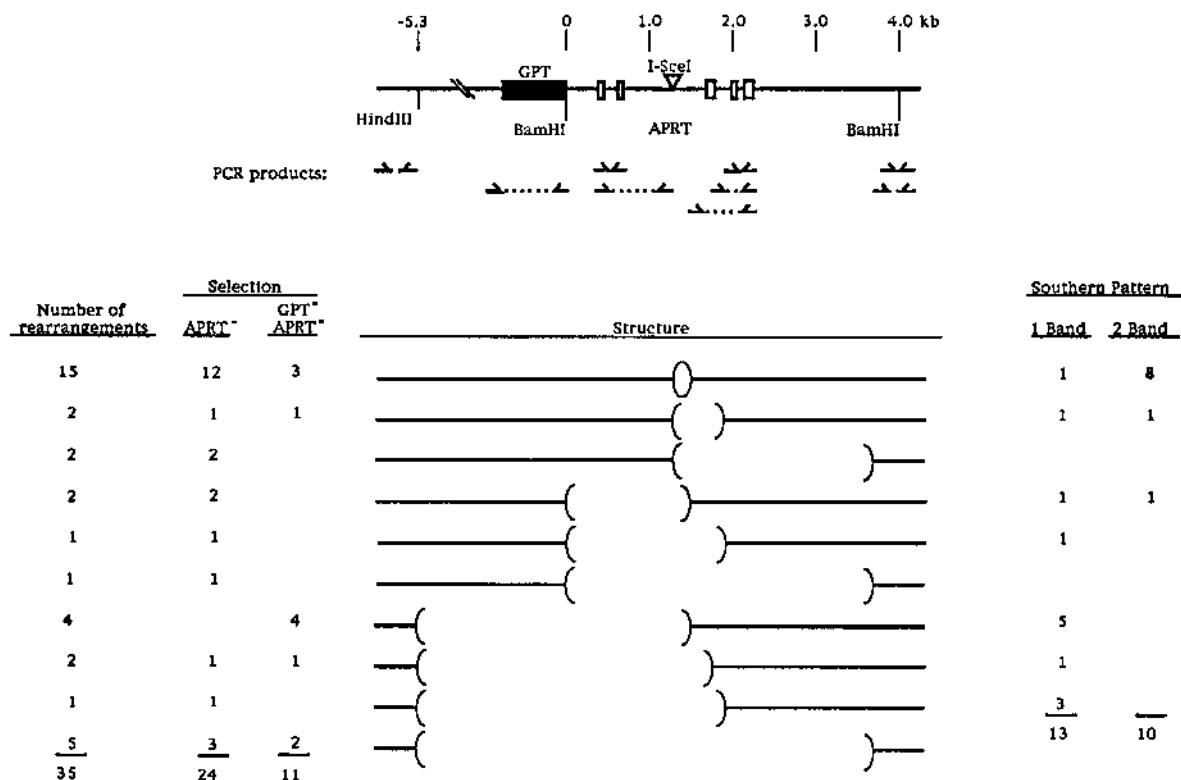 -5.3 0 1.0 2.0 3.0 4.0 kb
I-SceI
GPT
HindIII BamHI APRT BamHI
PCR products:
Selection Southern Pattern
Number of rearrangements APRT- GPT- APRT- Structure 1 Band 2 Band
15 12 3 1 8
2 1 1 1 1
2 2
2 2 1 1
1 1 1
1 1
4 4 5
2 1 1 1
1 1 3
13 10
5 3 2
35 24 11